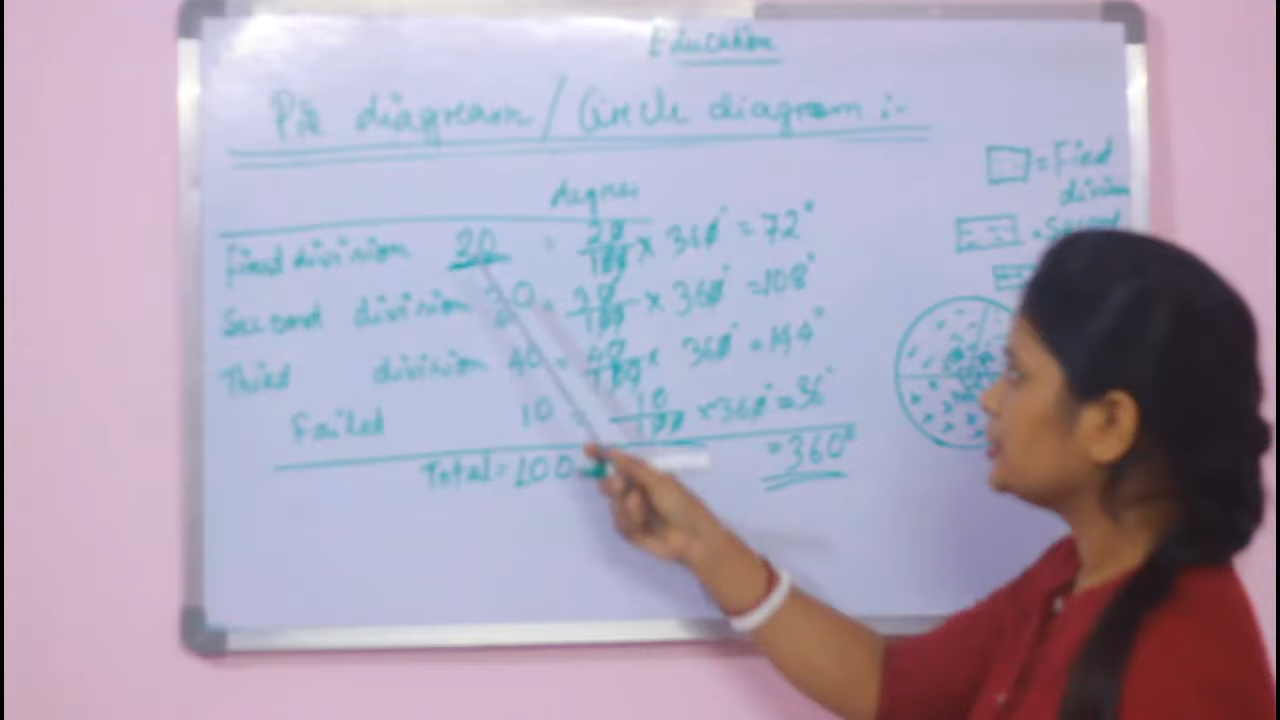 Education
Pie diagram / Circle diagram :-
degree
First division 20 = 20/100 × 360° = 72°
Second division 30 = 30/100 × 360° = 108°
Third division 40 = 40/100 × 360° = 144°
Failed 10 = 10/100 × 360° = 36°
Total = 100 = 360°
= First
division
= Second